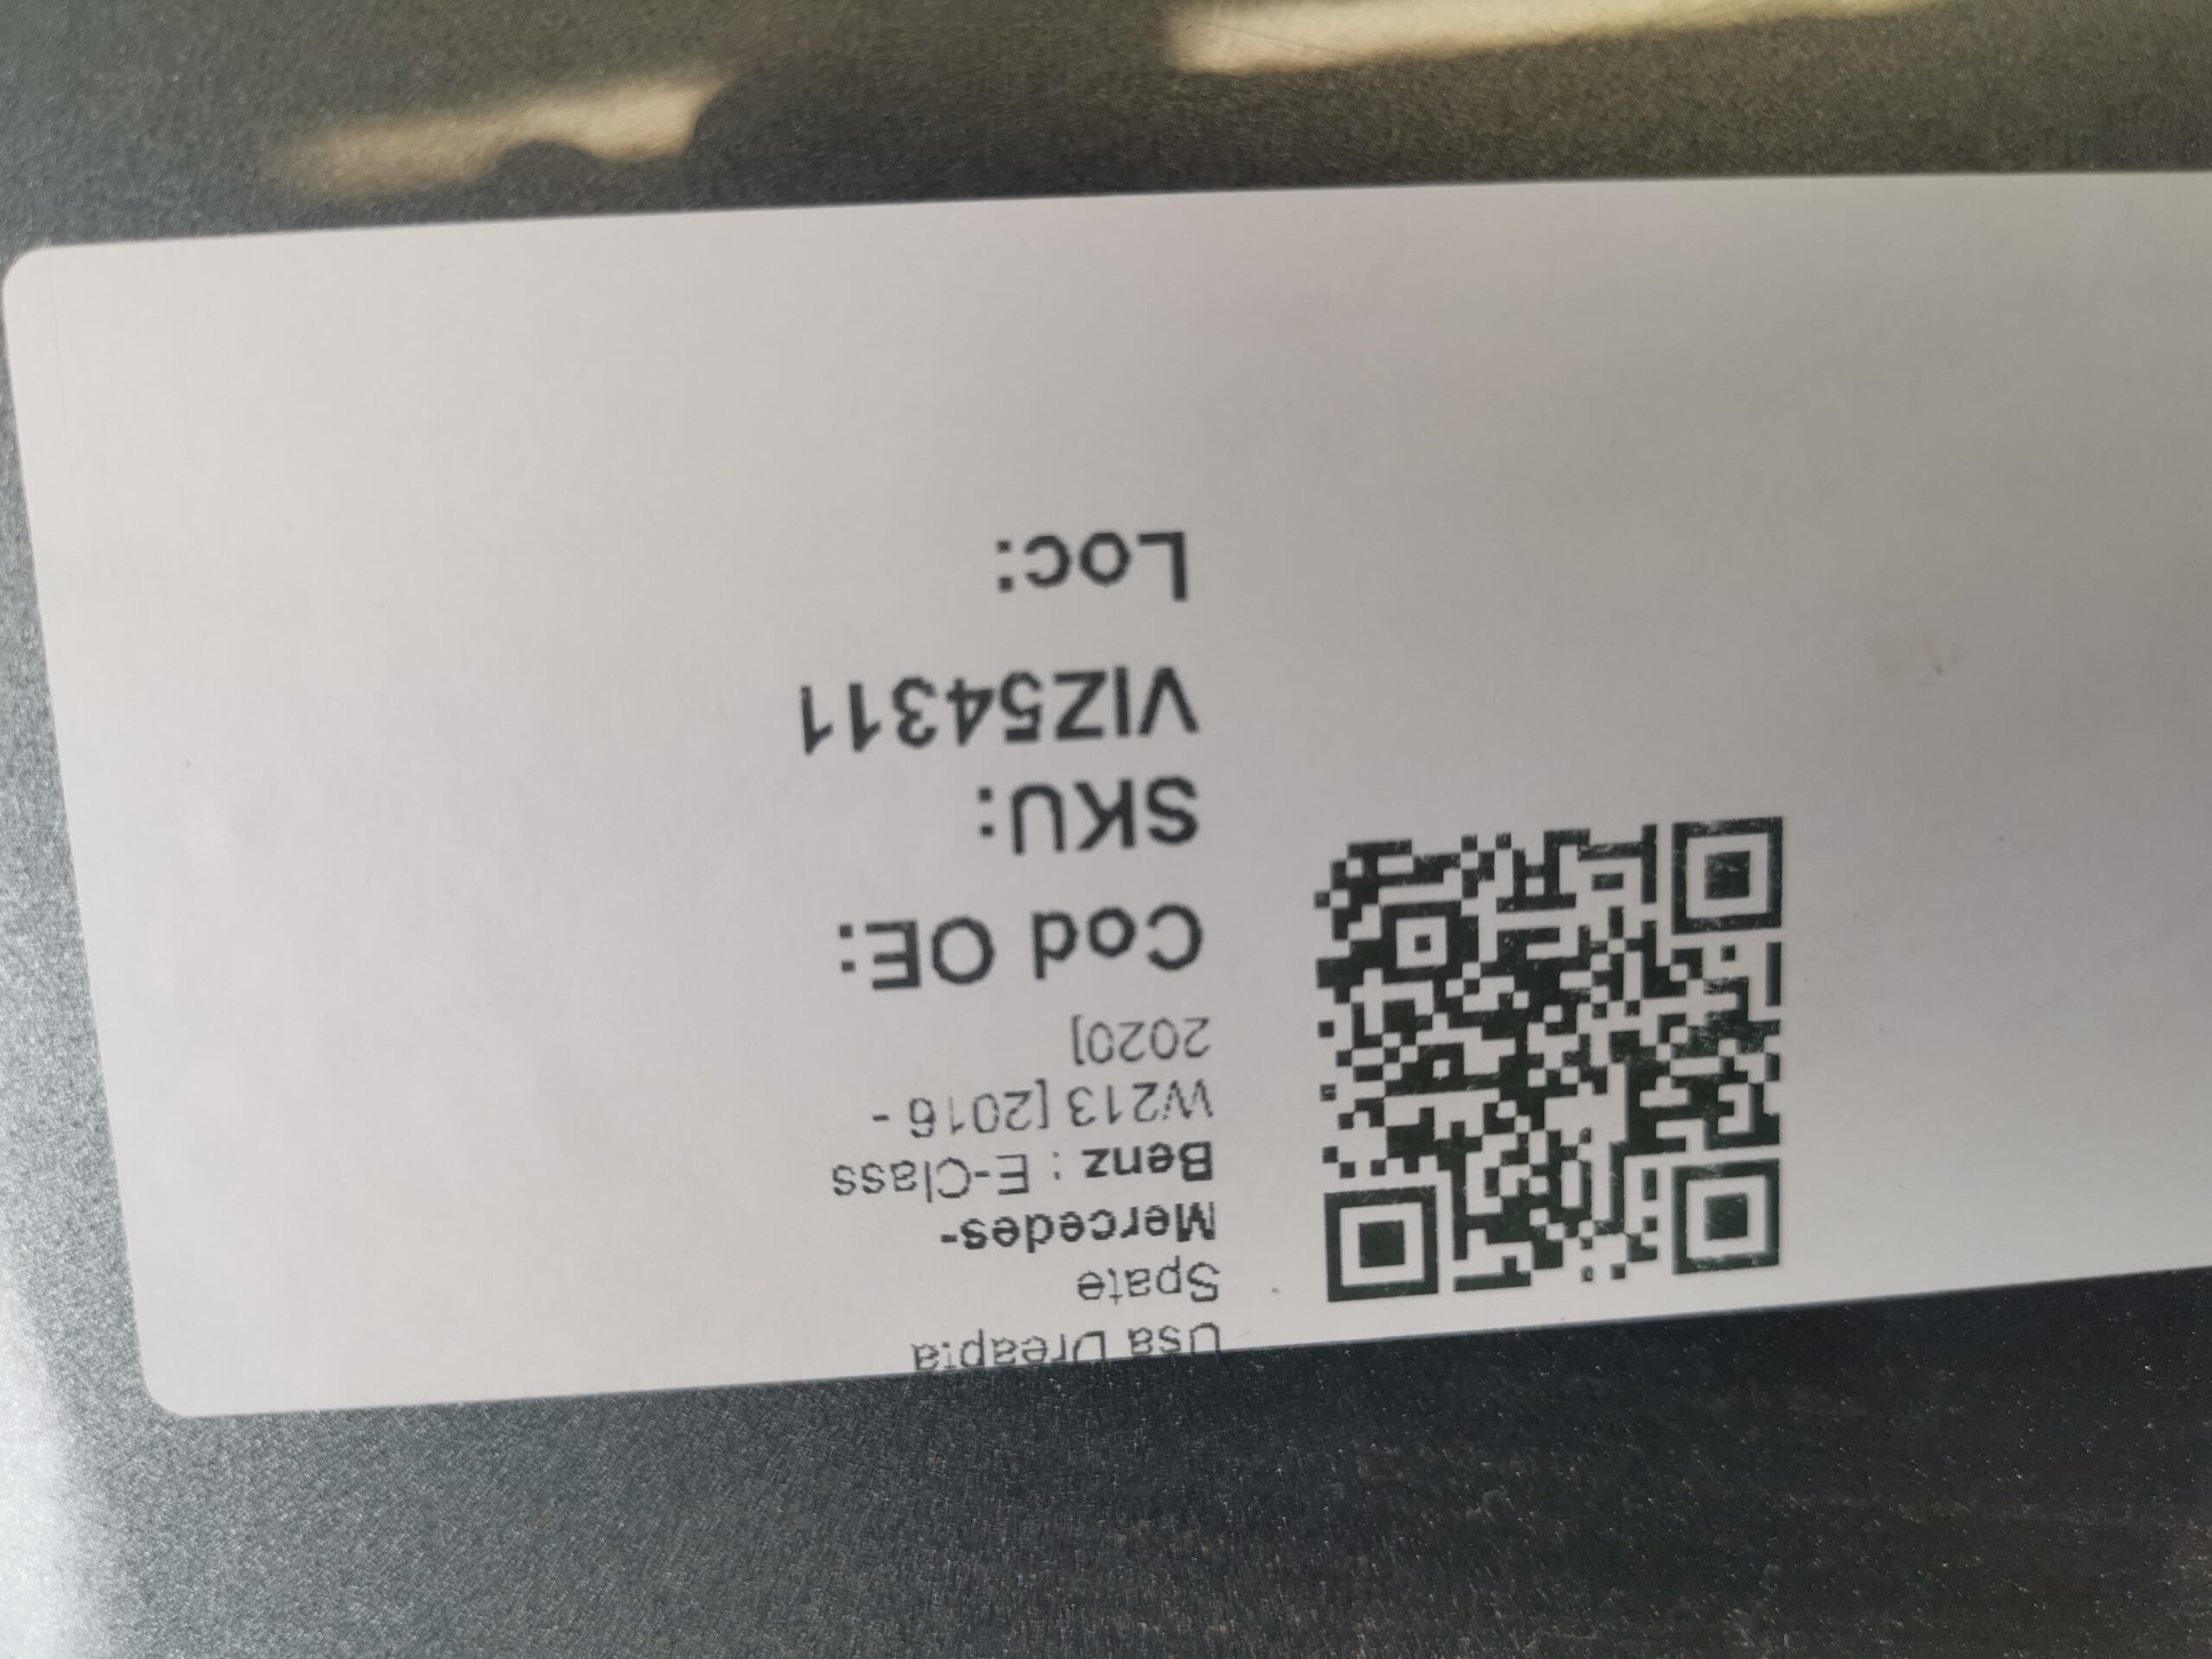 Usa Dreapta
Spate
Mercedes-
Benz : E-Class
W213 [2016 -
2020]
Cod OE:
SKU:
VIZ54311
Loc: